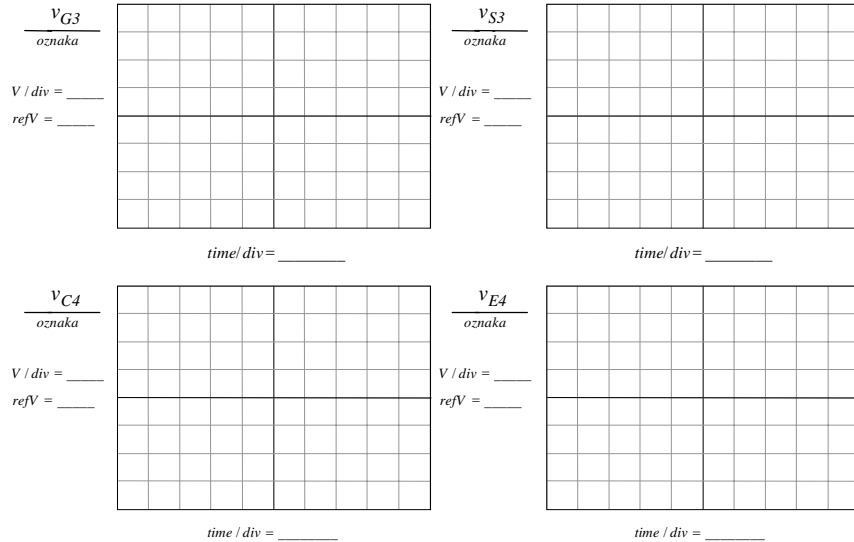 v_G3
oznaka
V / div = _____
refV = _____
time/ div= ________
v_S3
oznaka
V / div = _____
refV = _____
time/ div= ________
v_C4
oznaka
V / div = _____
refV = _____
time / div = ________
v_E4
oznaka
V / div = _____
refV = _____
time / div = ________